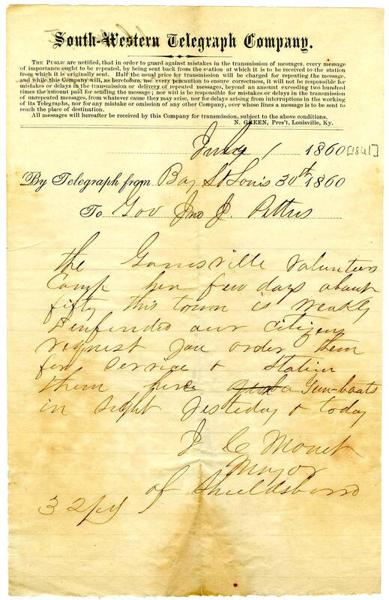 South-Western Telegraph Company.
The Public are notified, that in order to guard against mistakes in the transmission of messages, every message
of importance ought to be repeated, by being sent back from the station at which it is to be received to the station
from which it is originally sent. Half the usual price for transmission will be charged for repeating the message,
and while this Company will, as heretofore, use every precaution to ensure correctness, it will not be responsible for
mistakes or delays in the transmission or delivery of repeated messages, beyond an amount exceeding two hundred
times the amount paid for sending the message; nor will it be responsible for mistakes or delays in the transmission
of unrepeated messages, from whatever cause they may arise, nor for delays arising from interruptions in the working
of its Telegraphs, nor for any mistake or omission of any other Company, over whose lines a message is to be sent to
reach the place of destination.
All messages will hereafter be received by this Company for transmission, subject to the above conditions.
N. GREEN, Pres't, Louisville, Ky.
July 1 1860 [1861]
By Telegraph from Bay St Louis 30th 1860
To Gov Jno J. Pettus
the Gainsville Volunteers
Camp her few days about
fifty this town is weakly
defended our Citizens
request you order them
for Service & Station
them here Gun-boats
in sight yesteday & today
J C Monet
Mayor
of Shieldsboro
32